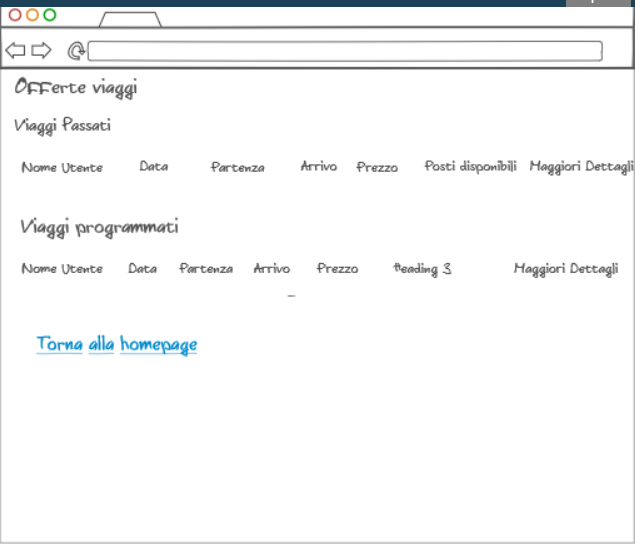 Offerte viaggi
Viaggi Passati
Nome Utente Data Partenza Arrivo Prezzo Posti disponibili Maggiori Dettagli
Viaggi programmati
Nome Utente Data Partenza Arrivo Prezzo Heading 3 Maggiori Dettagli
Torna alla homepage